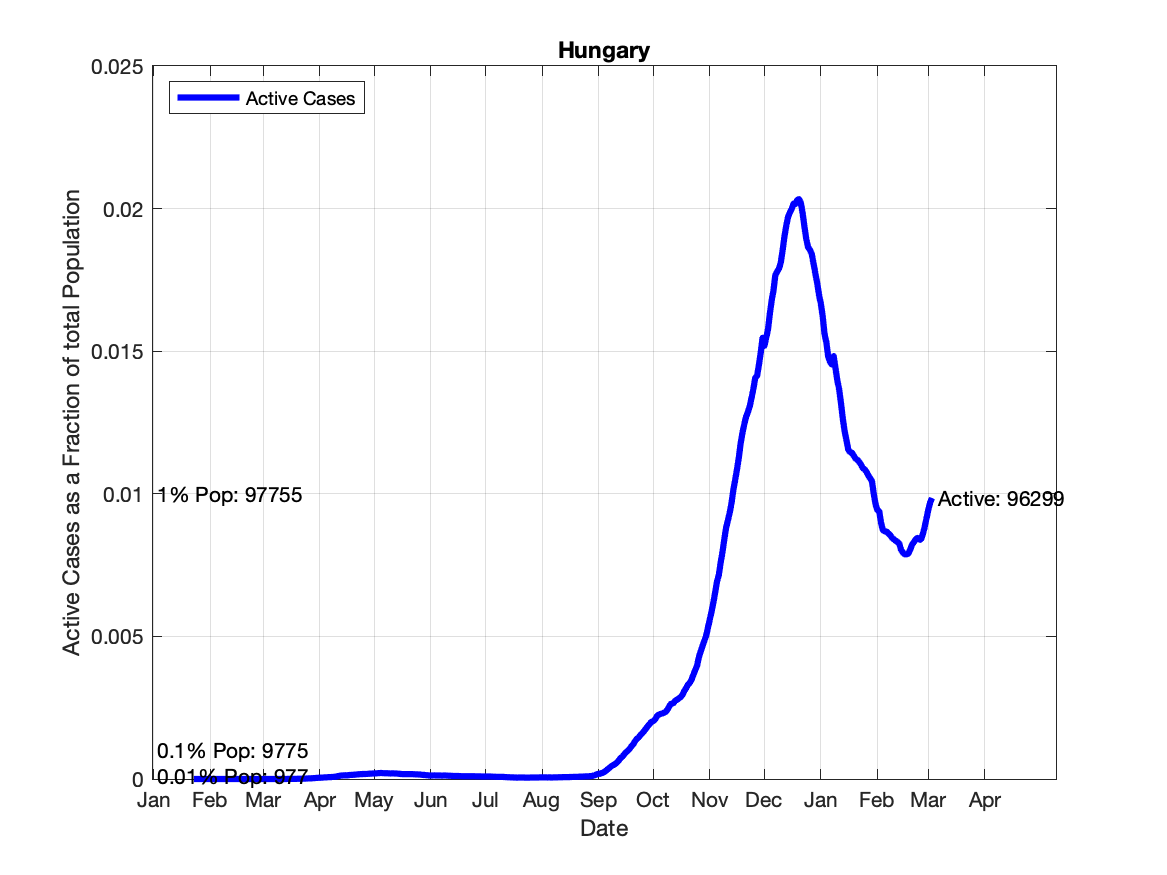 Hungary
0.025
Active Cases
0.02
0.015
0.01
1% Pop: 97755
Active: 96299
0.005
0.1% Pop: 9775
0
0.01% Pop: 977
Jan Feb Mar Apr May Jun Jul Aug Sep Oct Nov Dec Jan Feb Mar Apr
Date
Active Cases as a Fraction of total Population